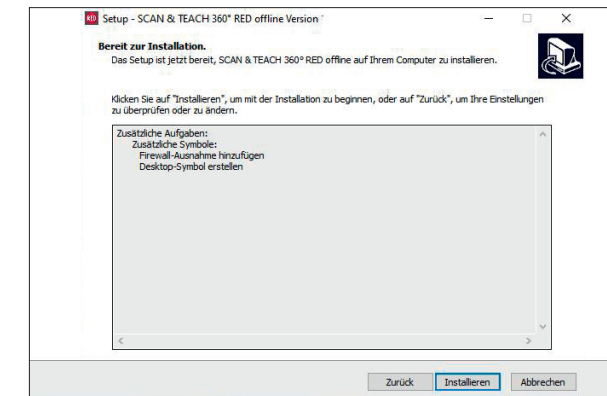 RED Setup - SCAN & TEACH 360° RED offline Version
Bereit zur Installation.
Das Setup ist jetzt bereit, SCAN & TEACH 360° RED offline auf Ihrem Computer zu installieren.
Klicken Sie auf "Installieren", um mit der Installation zu beginnen, oder auf "Zurück", um Ihre Einstellungen
zu überprüfen oder zu ändern.
Zusätzliche Aufgaben:
Zusätzliche Symbole:
Firewall-Ausnahme hinzufügen
Desktop-Symbol erstellen
Zurück Installieren Abbrechen